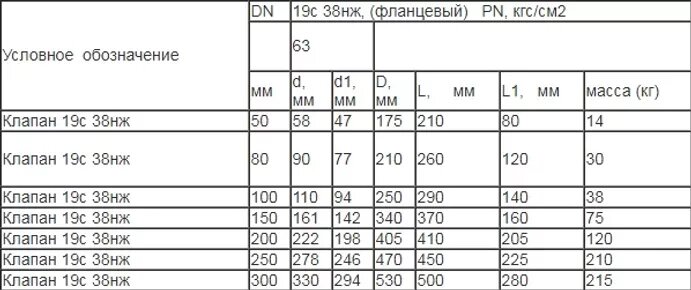 Условное обозначение DN 19с 38нж, (фланцевый) PN, кгс/см2
63
мм d, мм d1, мм D, мм L, мм L1, мм масса (кг)
Клапан 19с 38нж 50 58 47 175 210 80 14
Клапан 19с 38нж 80 90 77 210 260 120 30
Клапан 19с 38нж 100 110 94 250 290 140 38
Клапан 19с 38нж 150 161 142 340 370 160 75
Клапан 19с 38нж 200 222 198 405 410 205 120
Клапан 19с 38нж 250 278 246 470 450 225 210
Клапан 19с 38нж 300 330 294 530 500 280 215